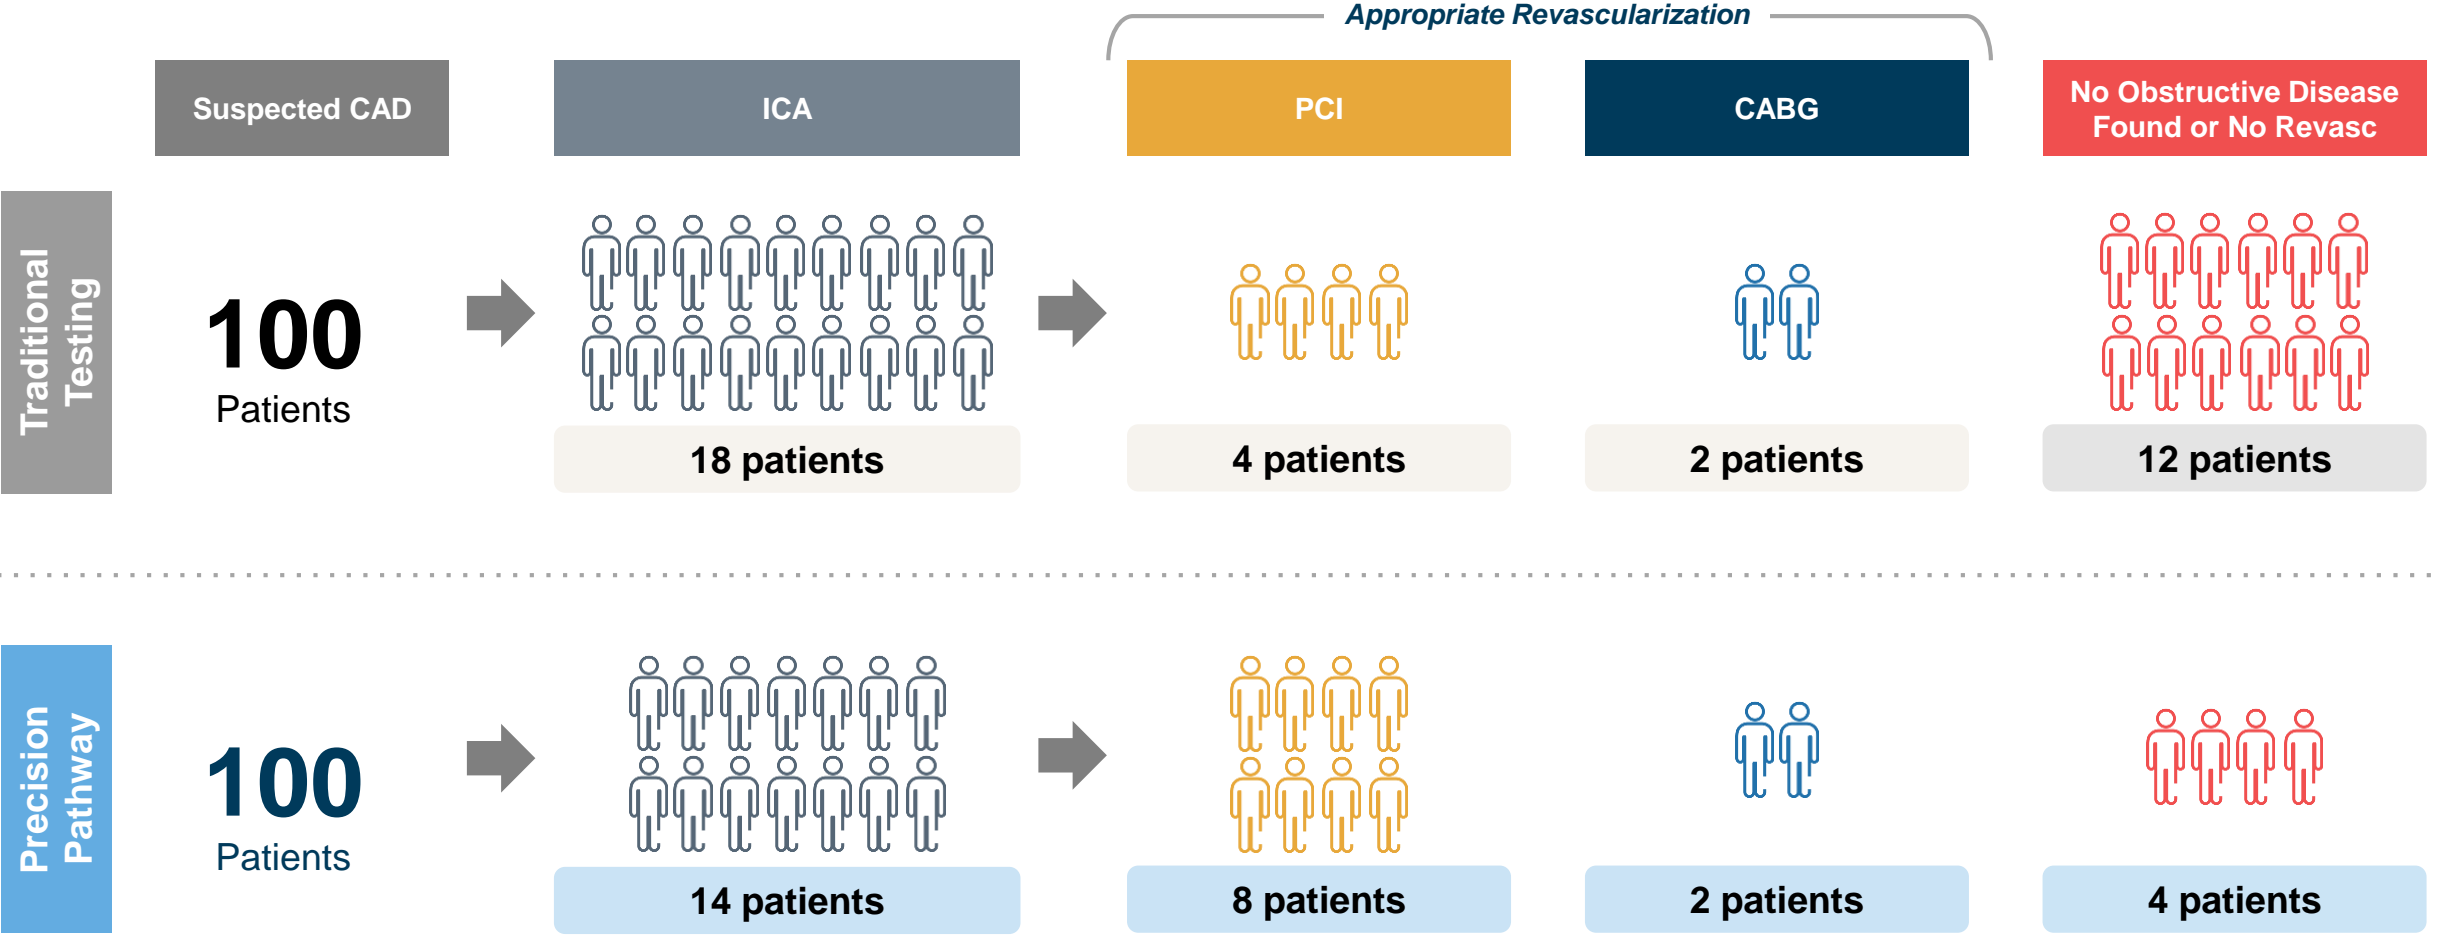 Appropriate Revascularization
Suspected CAD
ICA
PCI
CABG
No Obstructive Disease
Found or No Revasc
Traditional
Testing
100
Patients
18 patients
4 patients
2 patients
12 patients
Precision
Pathway
100
Patients
14 patients
8 patients
2 patients
4 patients